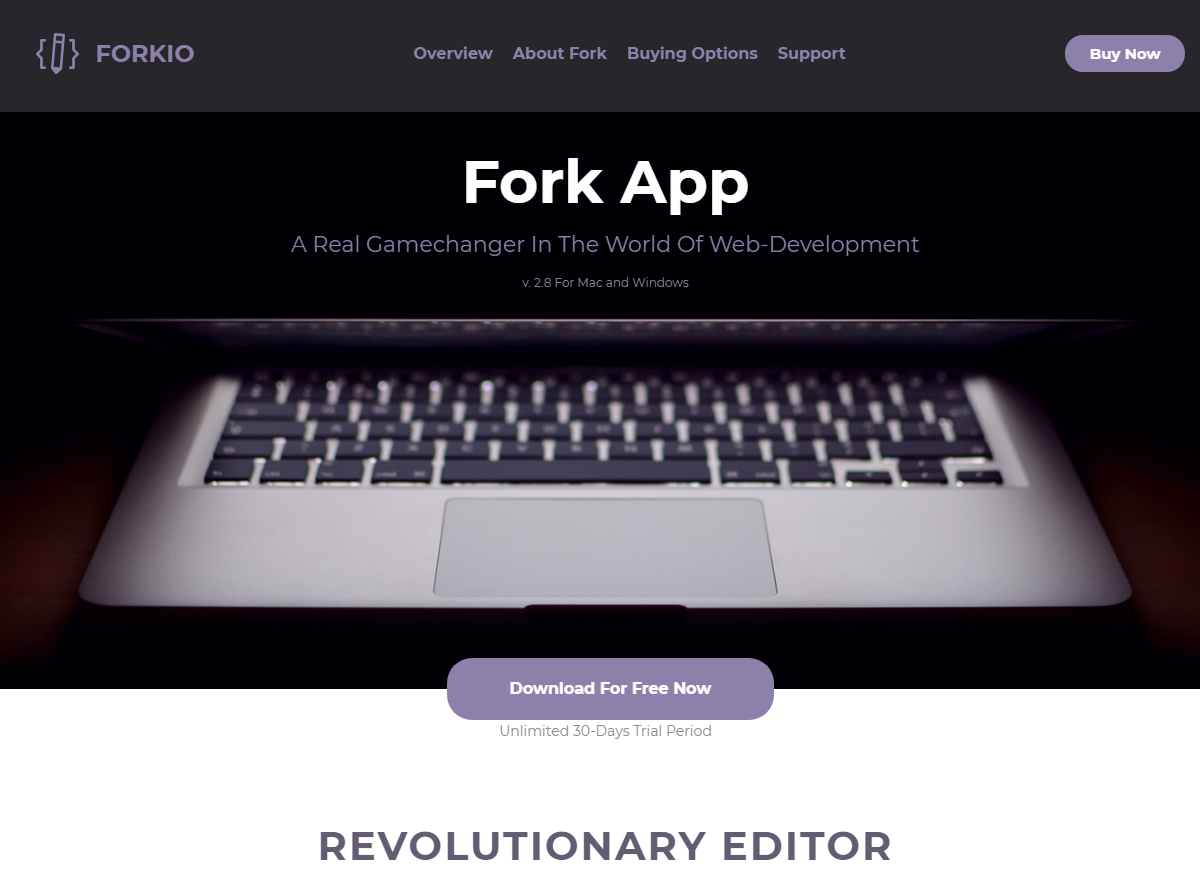 FORKIO
Overview About Fork Buying Options Support
Buy Now
Fork App
A Real Gamechanger In The World Of Web-Development
v. 2.8 For Mac and Windows
Download For Free Now
Unlimited 30-Days Trial Period
REVOLUTIONARY EDITOR